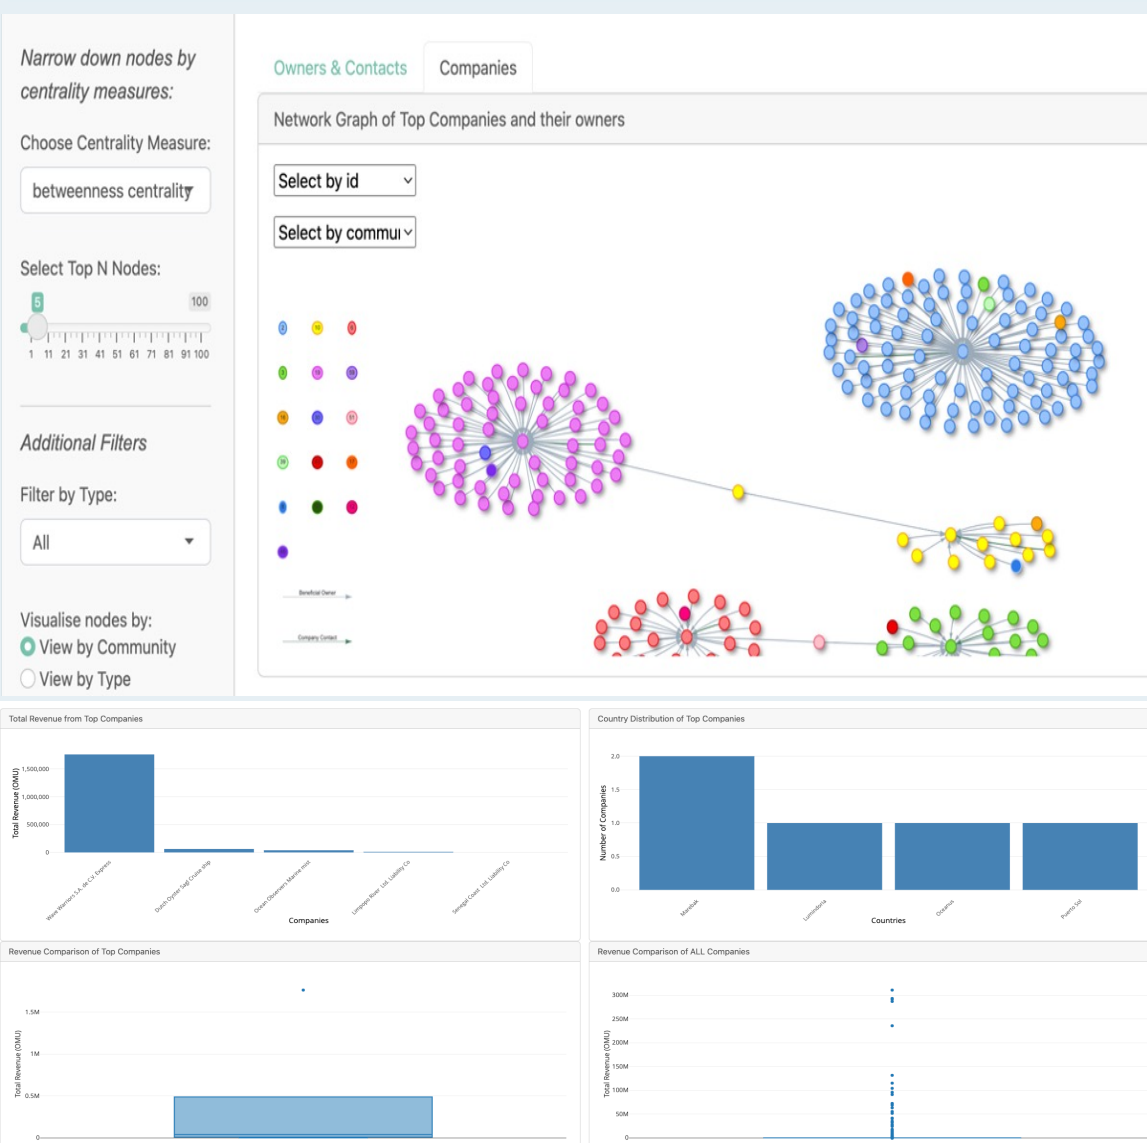 Narrow down nodes by
centrality measures:
Choose Centrality Measure:
betweenness centrality
Select Top N Nodes:
5
100
1 11 21 31 41 51 61 71 81 91 100
Additional Filters
Filter by Type:
All
Visualise nodes by:
View by Community
View by Type
Owners & Contacts
Companies
Network Graph of Top Companies and their owners
Select by id
Select by commu
Beneficial Owner
Company Contact
Total Revenue from Top Companies
Total Revenue (OMU)
1,500,000
1,000,000
500,000
0
Wave Warriors S.A. de C.V. Express
Dutch Oyster Sagl Cruise ship
Ocean Observers Marine mist
Limpopo River Ltd. Liability Co
Senegal Coast Ltd. Liability Co
Companies
Country Distribution of Top Companies
Number of Companies
2.0
1.5
1.0
0.5
0.0
Marebak
Lumindoria
Oceanus
Puerto Sol
Countries
Revenue Comparison of Top Companies
Total Revenue (OMU)
1.5M
1M
0.5M
0
Revenue Comparison of ALL Companies
Total Revenue (OMU)
300M
250M
200M
150M
100M
50M
0